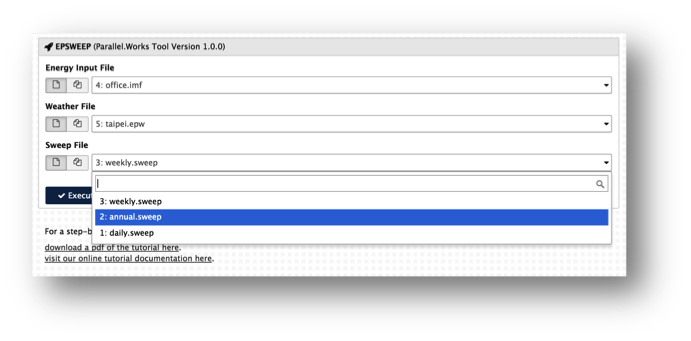 EPSWEEP (Parallel.Works Tool Version 1.0.0)
Energy Input File
4: office.imf
Weather File
5: taipei.epw
Sweep File
3: weekly.sweep
3: weekly.sweep
Execu
2: annual.sweep
1: daily.sweep
For a step-b
download a pdf of the tutorial here.
visit our online tutorial documentation here.